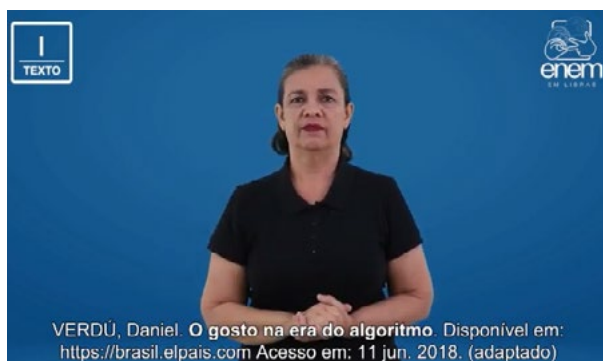 I
TEXTO
enem
EM LIBRAS
VERDÚ, Daniel. O gosto na era do algoritmo. Disponível em:
https://brasil.elpais.com Acesso em: 11 jun. 2018. (adaptado)